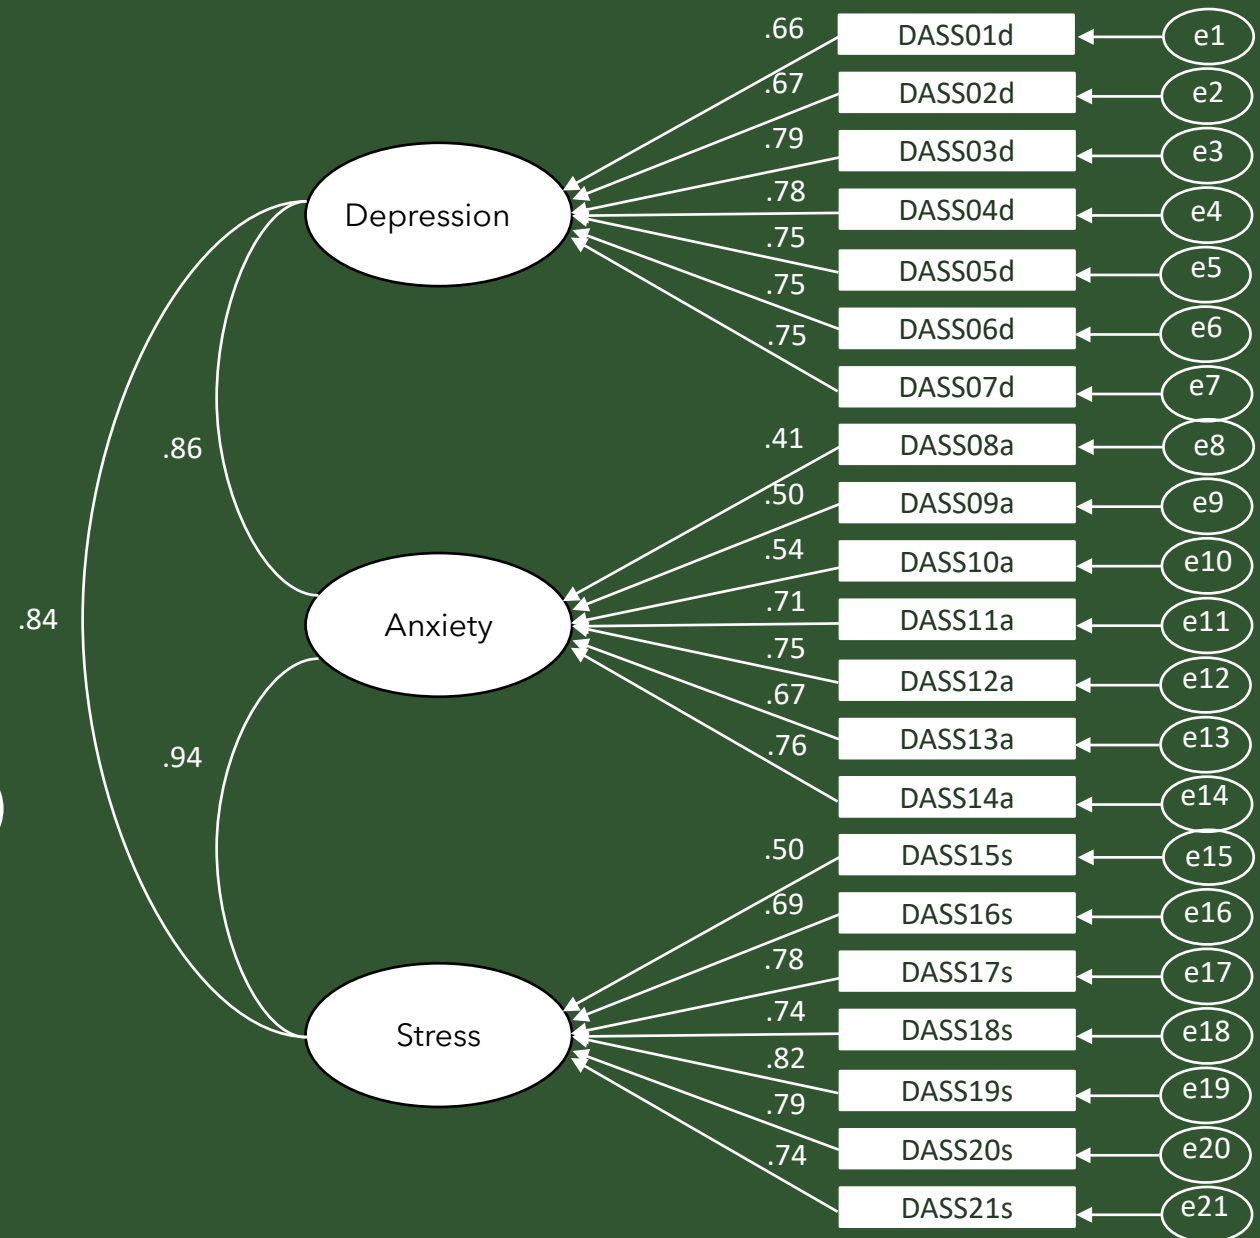 .66 DASS01d e1
.67 DASS02d e2
.79 DASS03d e3
.78 DASS04d e4
Depression
.75 DASS05d e5
.75 DASS06d e6
.75 DASS07d e7
.86
.41 DASS08a e8
.50 DASS09a e9
.54 DASS10a e10
.84
.71 DASS11a e11
Anxiety
.75 DASS12a e12
.67 DASS13a e13
.94
.76 DASS14a e14
.50 DASS15s e15
.69 DASS16s e16
.78 DASS17s e17
.74 DASS18s e18
Stress
.82 DASS19s e19
.79 DASS20s e20
.74 DASS21s e21